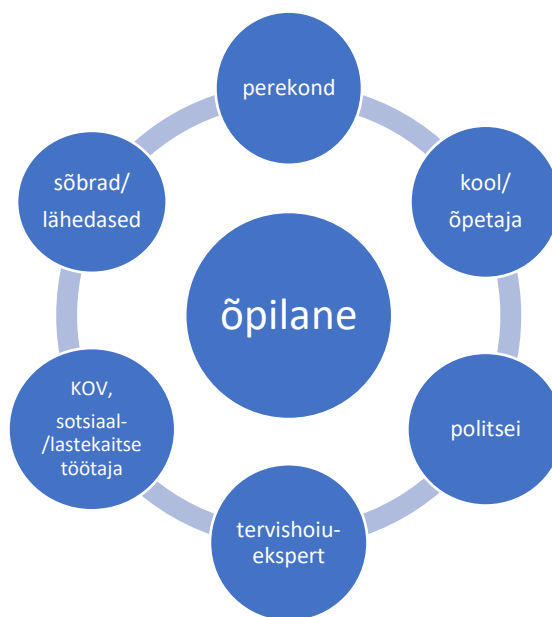 perekond
kool/
õpetaja
politsei
tervishoiu-
ekspert
KOV,
sotsiaal-
/lastekaitse
töötaja
sõbrad/
lähedased
õpilane